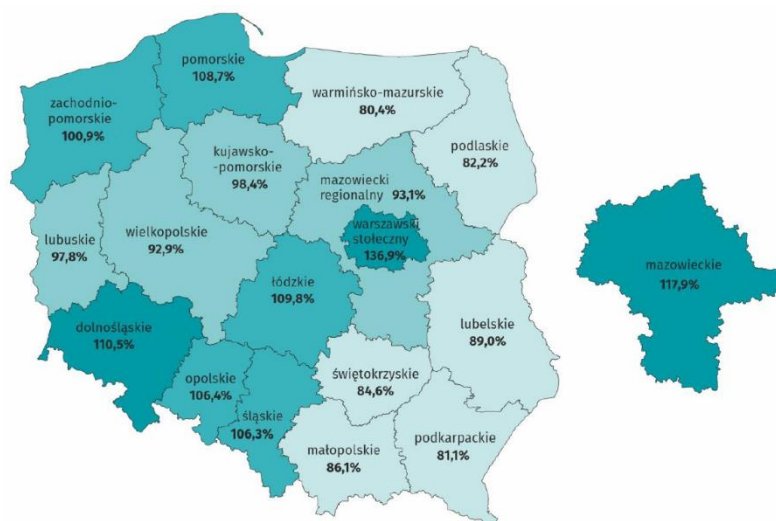 pomorskie
108,7%
zachodnio-
pomorskie
100,9%
warmińsko-mazurskie
80,4%
podlaskie
82,2%
kujawsko-
-pomorskie
98,4%
mazowiecki
regionalny 93,1%
warszawski
stołeczny
136,9%
lubuskie
97,8%
wielkopolskie
92,9%
łódzkie
109,8%
mazowieckie
117,9%
dolnośląskie
110,5%
lubelskie
89,0%
opolskie
106,4%
śląskie
106,3%
świętokrzyskie
84,6%
małopolskie
86,1%
podkarpackie
81,1%